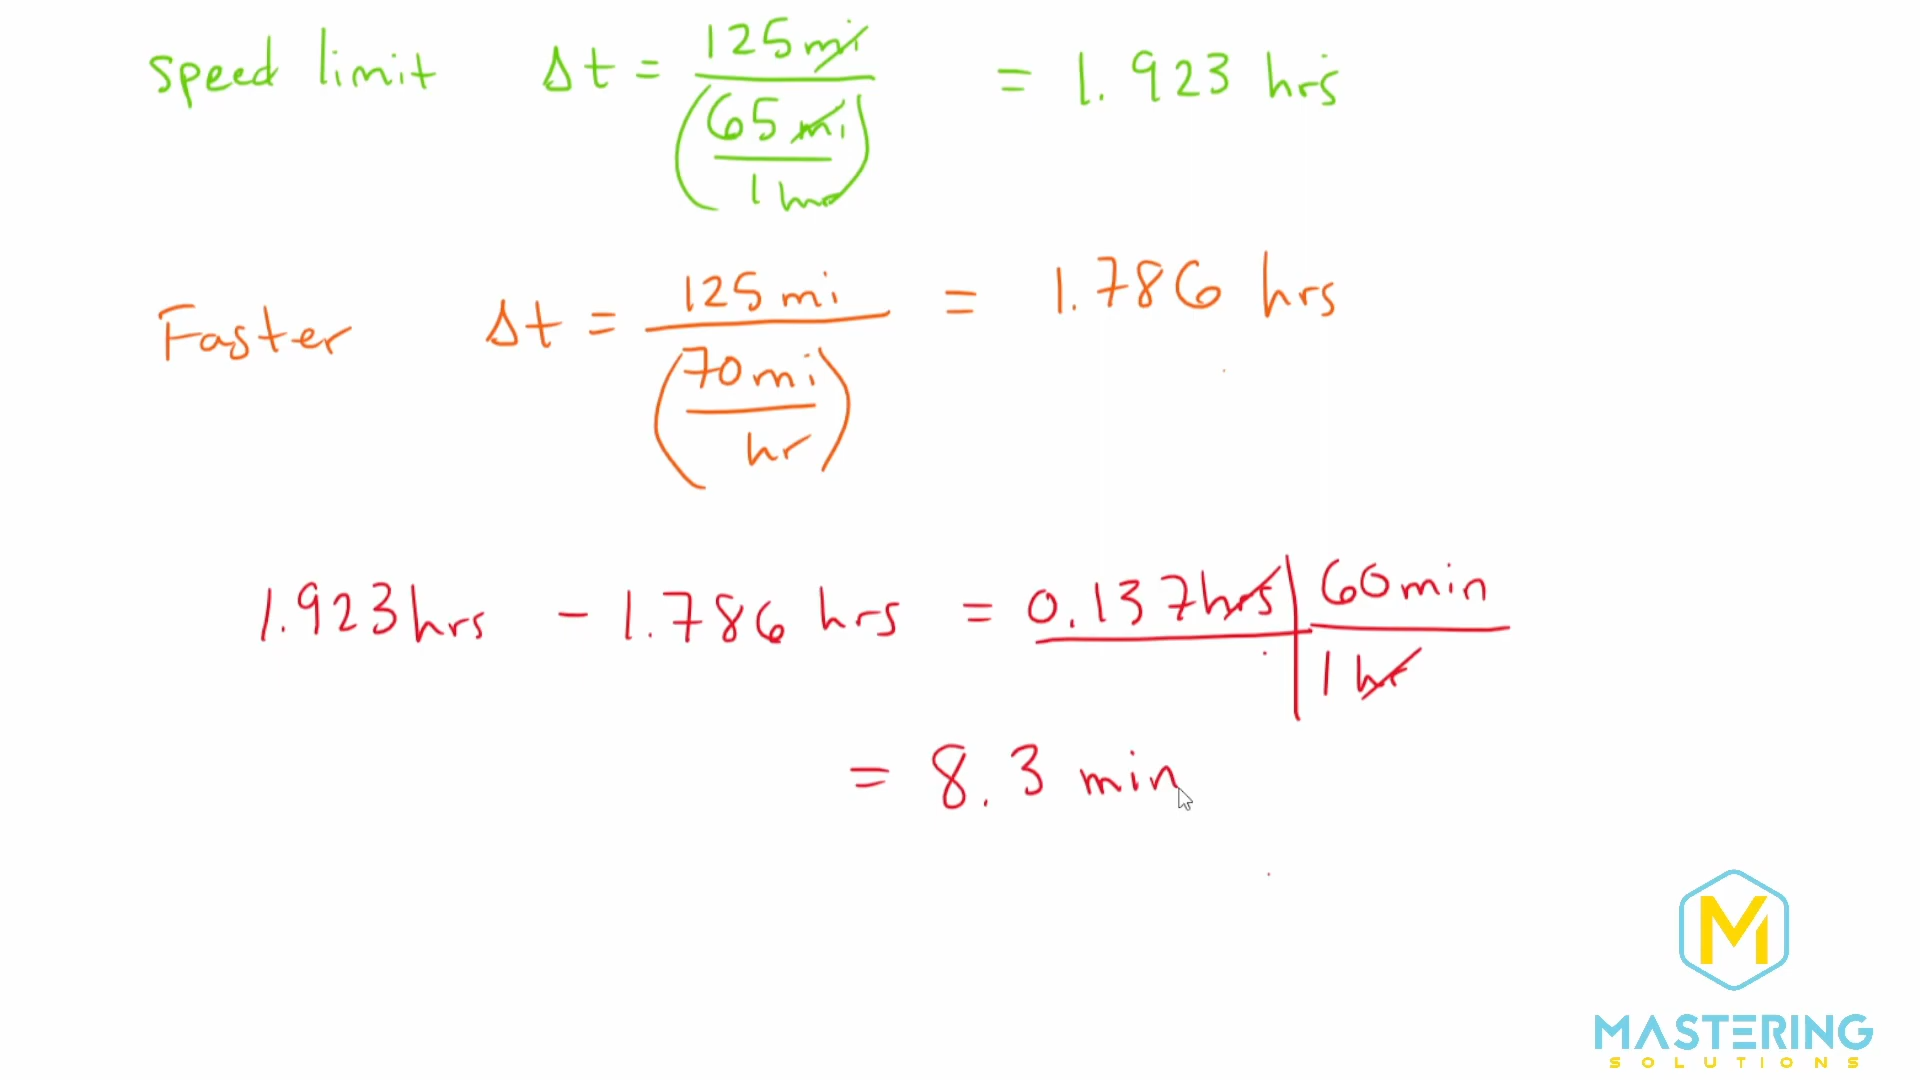 speed limit Δt = 125 mi / (65 mi / 1 hr) = 1.923 hrs
Faster Δt = 125 mi / (70 mi / hr) = 1.786 hrs
1.923 hrs - 1.786 hrs = 0.137 hrs | 60 min / 1 hr
= 8.3 min
M
MASTERING
SOLUTIONS